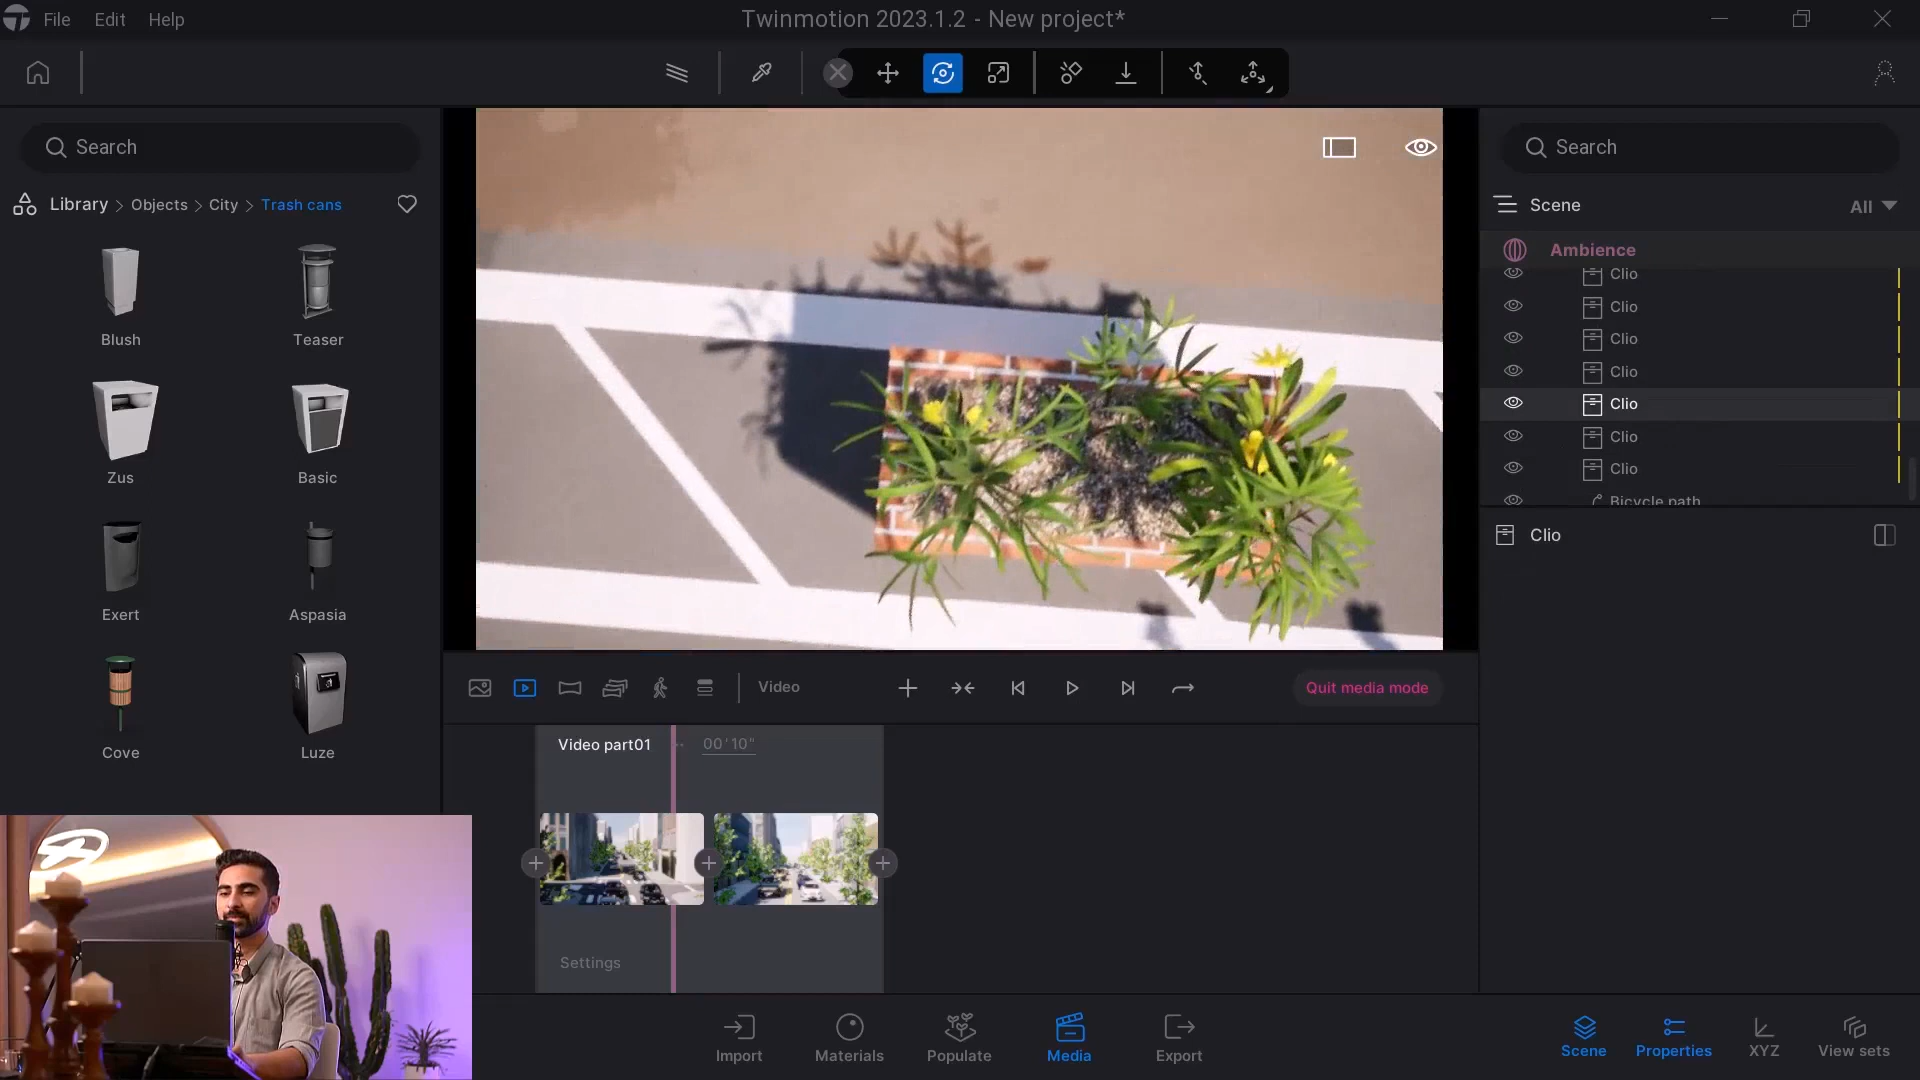 File Edit Help
Twinmotion 2023.1.2 - New project*
Search
Library > Objects > City > Trash cans
Blush
Teaser
Zus
Basic
Exert
Aspasia
Cove
Luze
Search
Scene
All
Ambience
Clio
Clio
Clio
Clio
Clio
Clio
Clio
Bicycle path
Clio
Video
Quit media mode
Video part01
00'10"
Settings
Import
Materials
Populate
Media
Export
Scene
Properties
XYZ
View sets